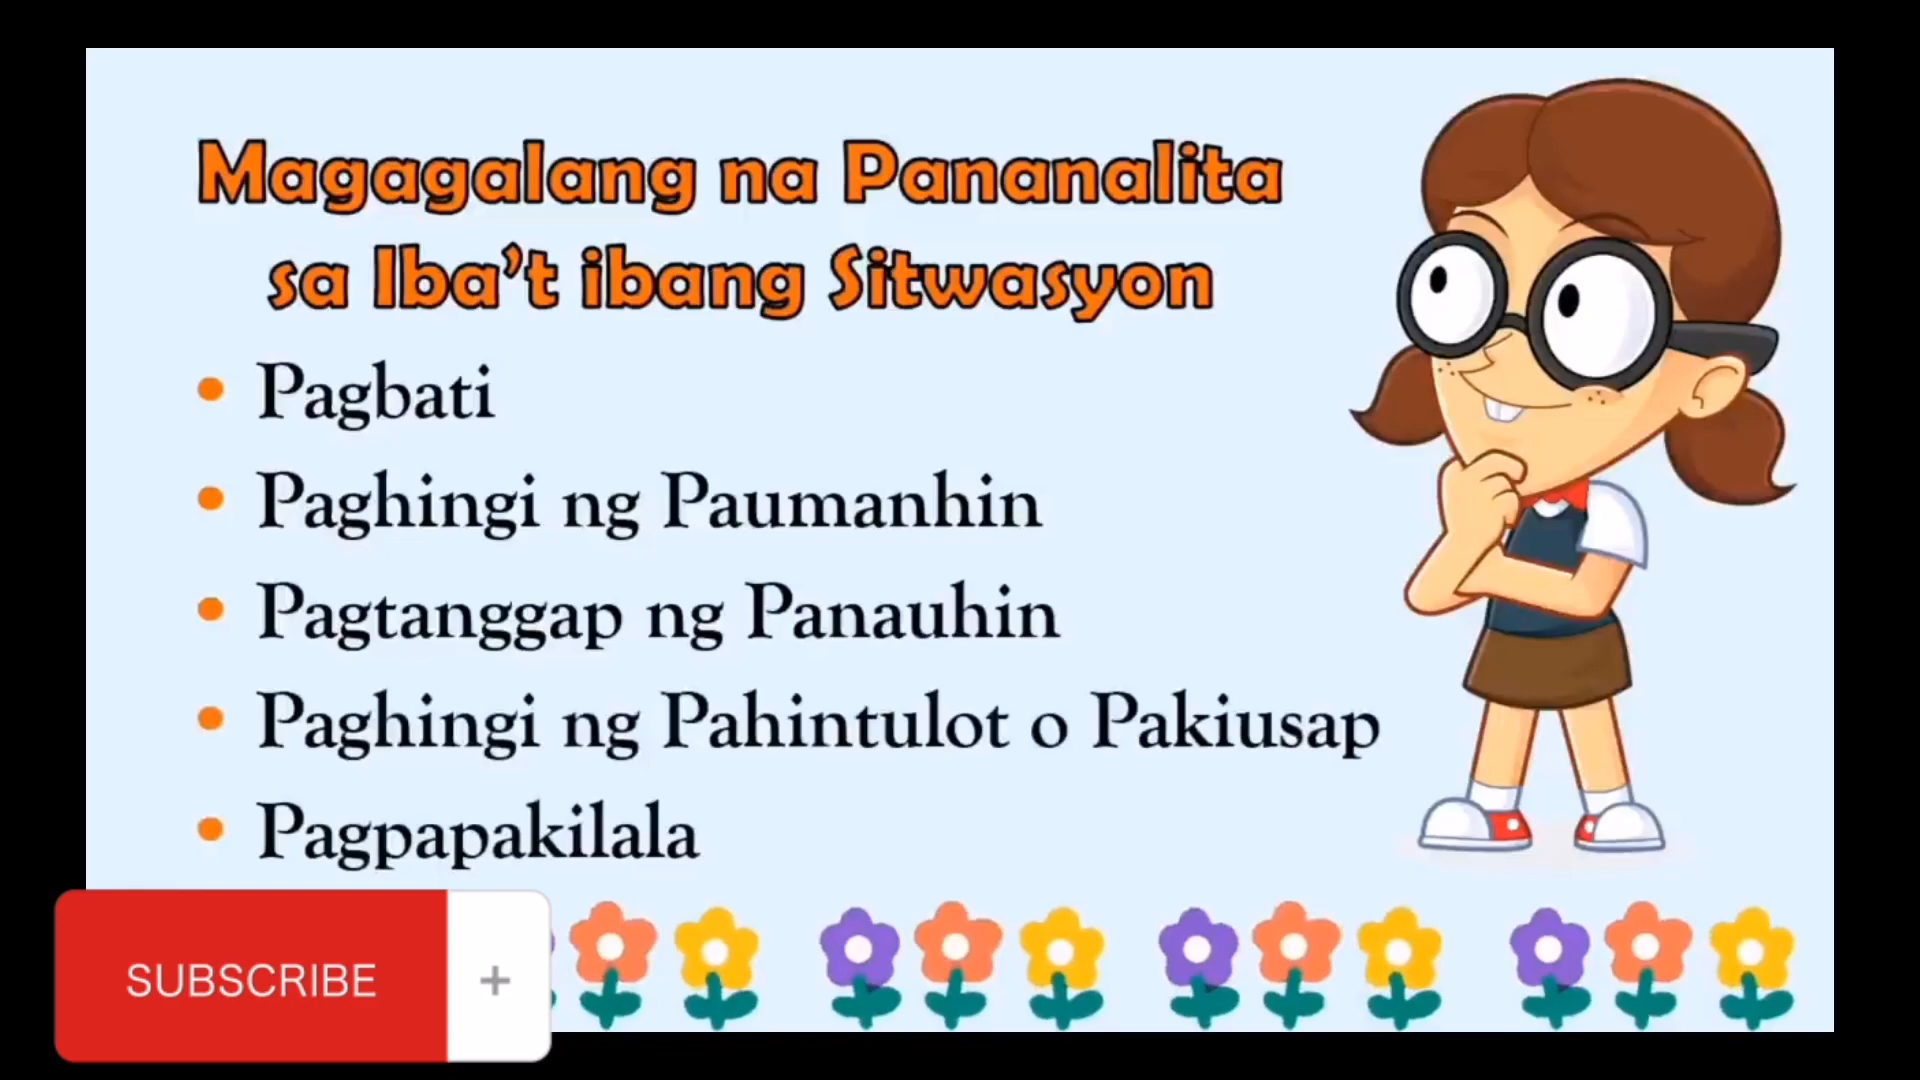 Magagalang na Pananalita
sa Iba't ibang Sitwasyon
• Pagbati
• Paghingi ng Paumanhin
• Pagtanggap ng Panauhin
• Paghingi ng Pahintulot o Pakiusap
• Pagpapakilala
SUBSCRIBE +